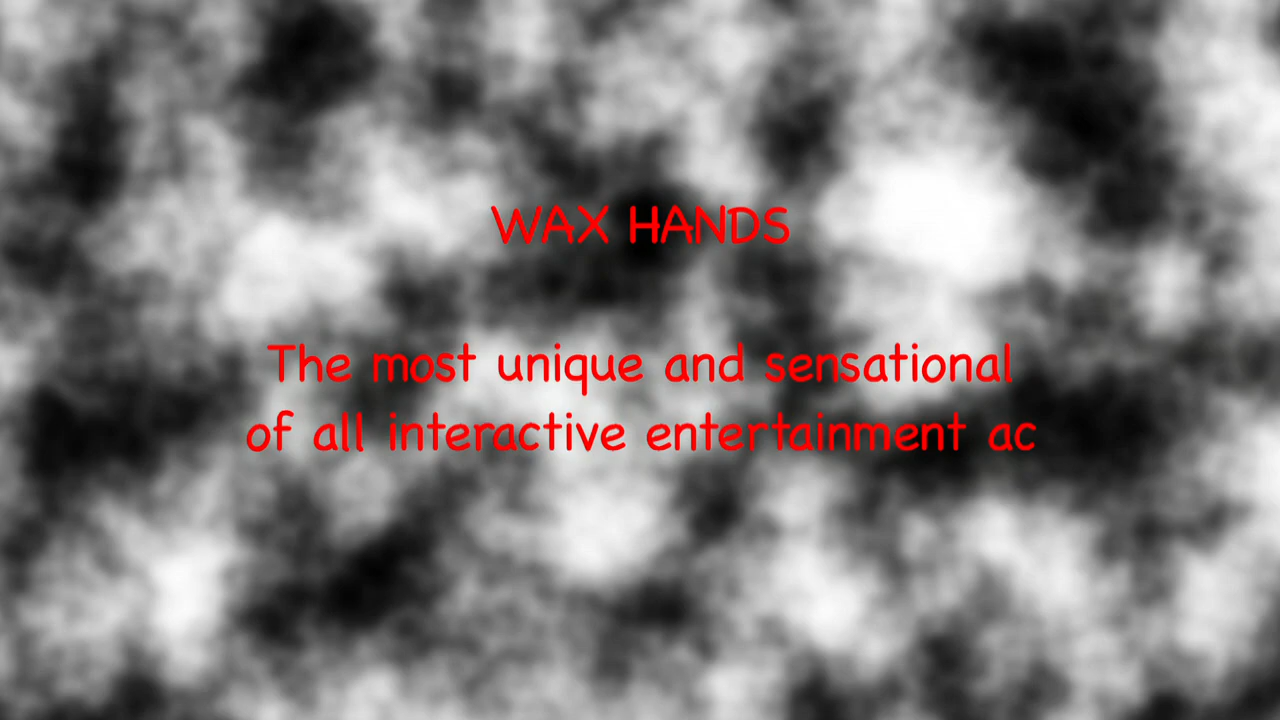 WAX HANDS
The most unique and sensational
of all interactive entertainment ac